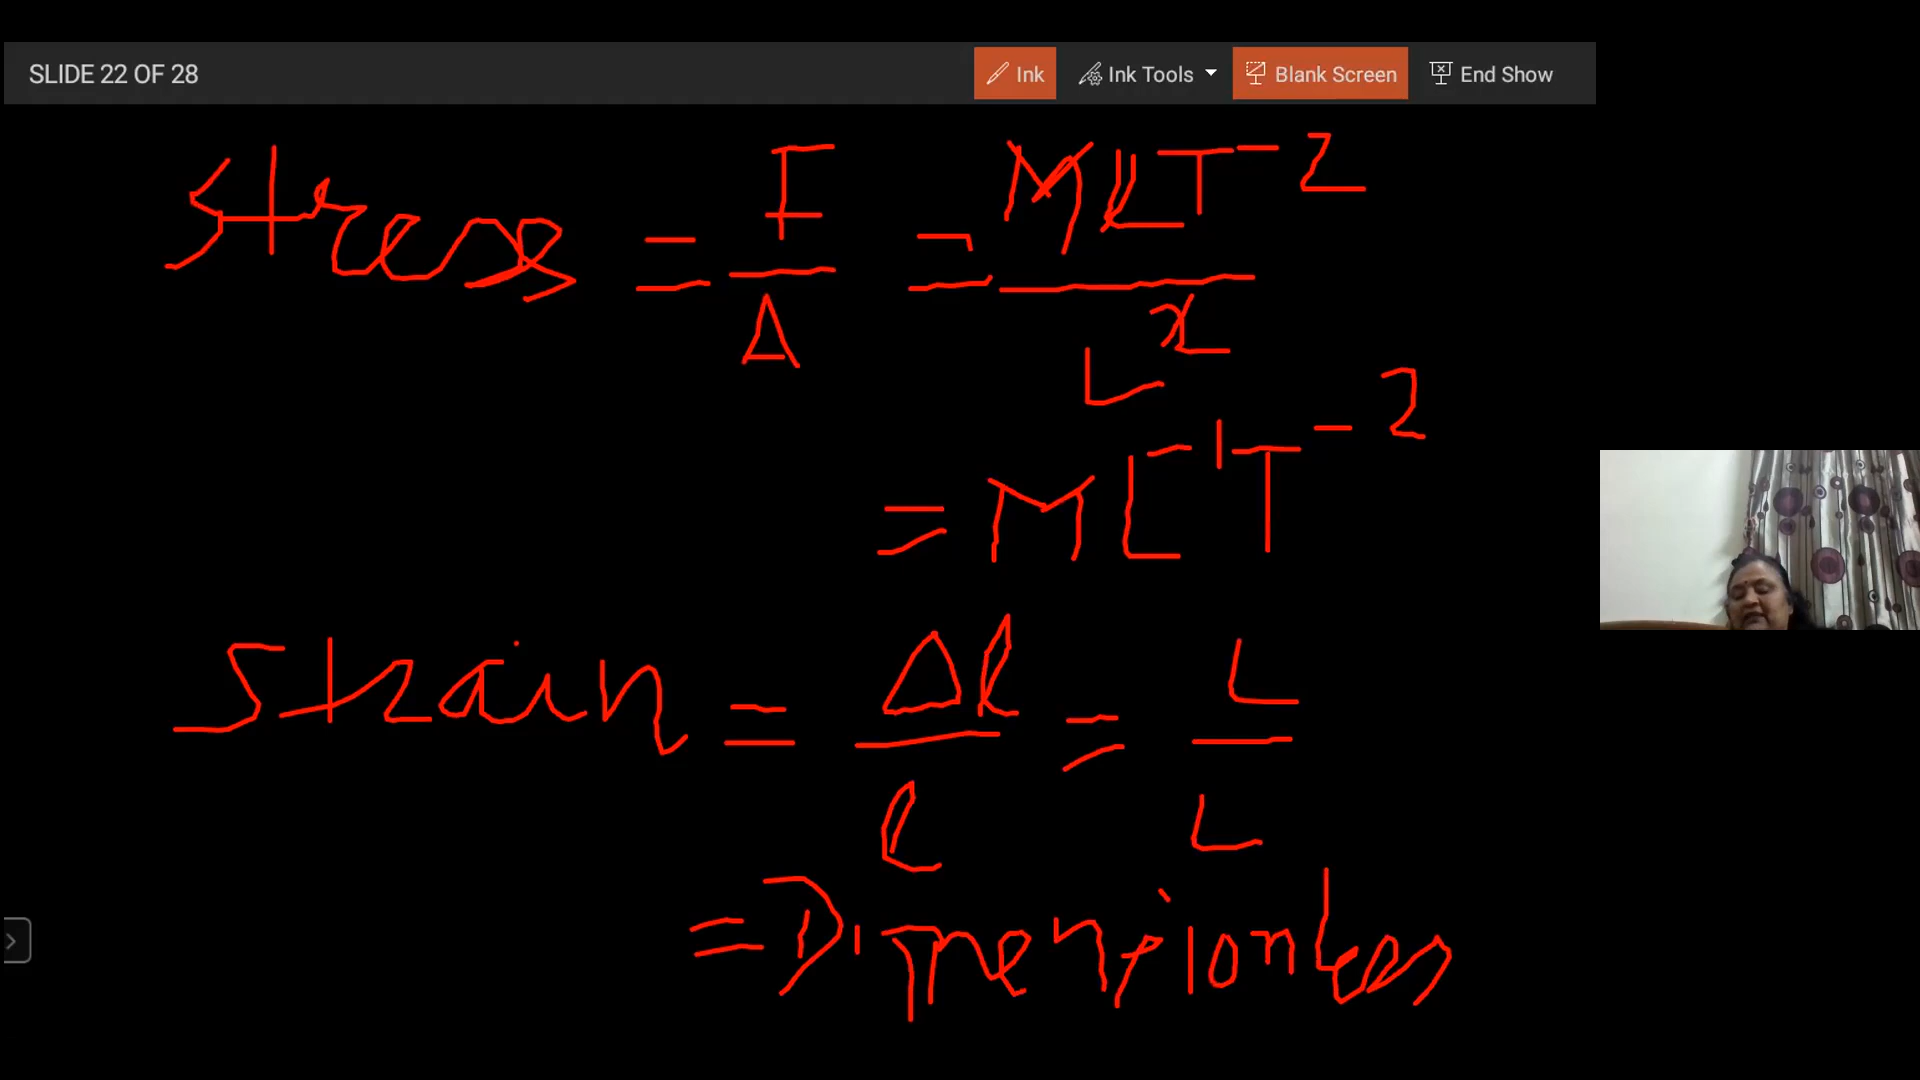 SLIDE 22 OF 28
Ink
Ink Tools
Blank Screen
End Show
Stress = F/A = MLT⁻²/L²
= ML⁻¹T⁻²
Strain = Δl/l = L/L
= Dimensionless